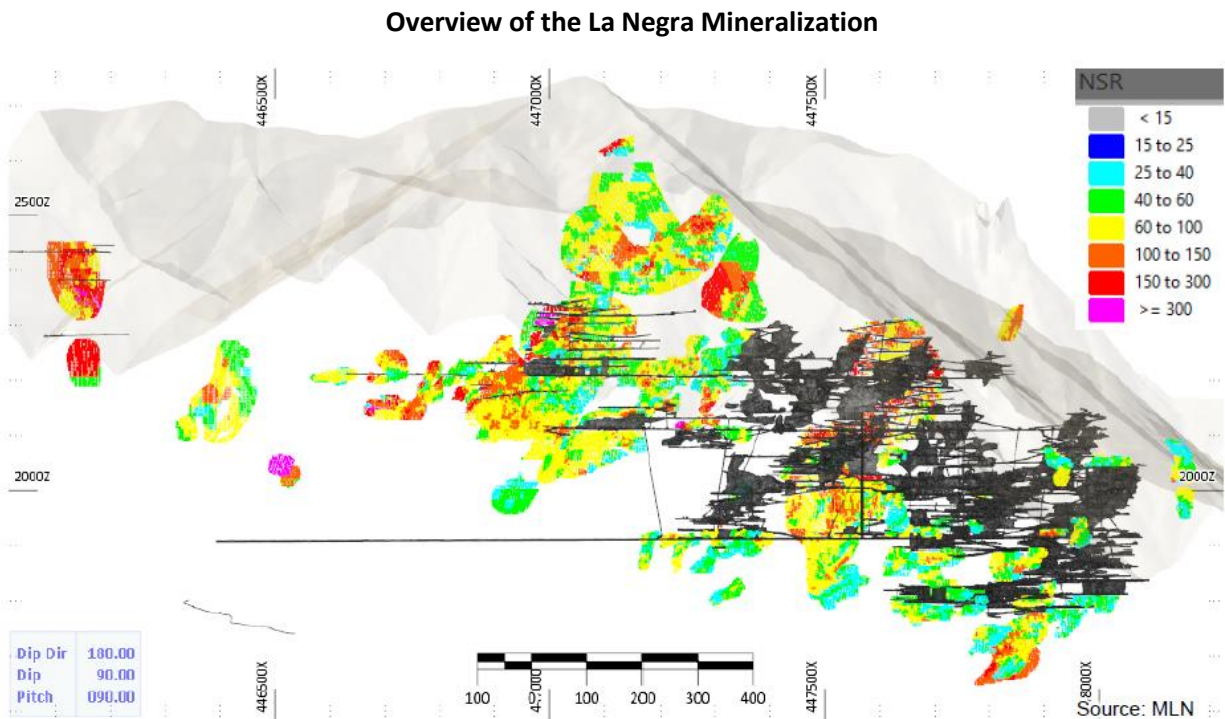 Overview of the La Negra Mineralization
446500X
447000X
447500X
NSR
< 15
15 to 25
25 to 40
40 to 60
60 to 100
100 to 150
150 to 300
>= 300
2500Z
2000Z
2000Z
Dip Dir 180.00
Dip 90.00
Pitch 090.00
100 0 100 200 300 400
446500X
447500X
Source: MLN